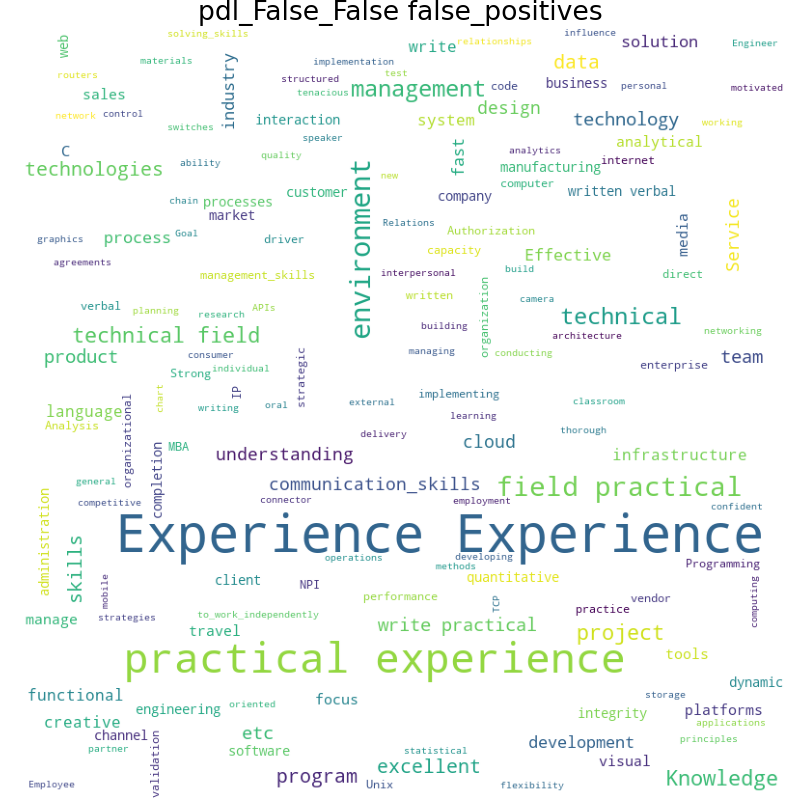 pdl_False_False false_positives
solving_skills
influence
web
write
relationships
solution
Engineer
materials
industry
implementation
data
routers
structured
test
management
code
business
personal
motivated
sales
tenacious
network
control
interaction
system
design
technology
working
switches
speaker
fast
analytical
C
technologies
ability
quality
analytics
internet
manufacturing
environment
new
computer
chain
processes
customer
company
written verbal
market
Service
graphics
process
Goal
driver
Relations
Authorization
media
agreements
capacity
Effective
management_skills
interpersonal
build
direct
written
organization
camera
verbal
planning
research
APIs
technical
building
architecture
networking
technical field
product
consumer
strategic
managing
conducting
team
Strong
individual
enterprise
IP
implementing
chart
writing
oral
external
classroom
language
Analysis
organizational
learning
delivery
thorough
MBA
understanding
cloud
infrastructure
completion
general
communication_skills
field practical
competitive
connector
employment
confident
administration
Experience Experience
skills
operations
developing
methods
Programming
client
NPI
quantitative
mobile
performance
TCP
vendor
computing
manage
strategies
to_work_independently
practice
travel
write practical
project
practical experience
tools
dynamic
functional
engineering
oriented
focus
storage
creative
integrity
platforms
applications
channel
etc
partner
validation
software
statistical
development
principles
visual
program
excellent
Employee
Unix
flexibility
Knowledge